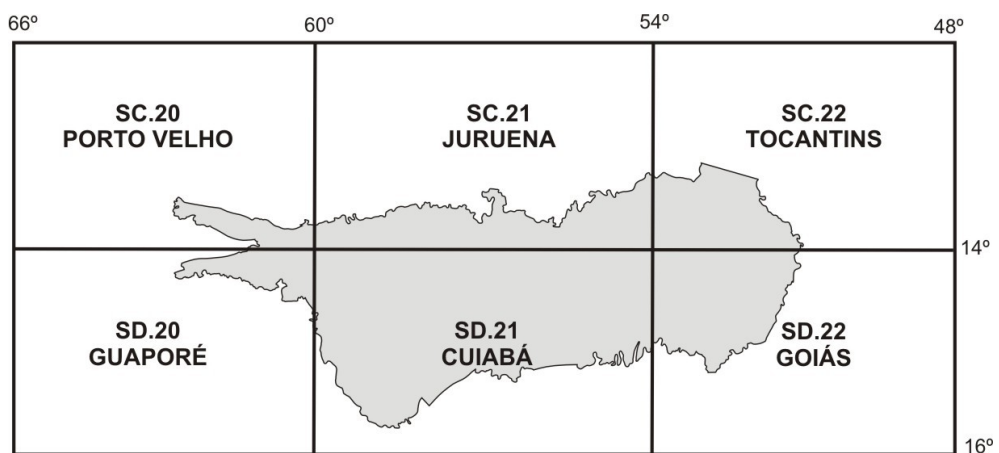 66º 60º 54º 48º
SC.20 SC.21 SC.22
PORTO VELHO JURUENA TOCANTINS
14º
SD.20 SD.21 SD.22
GUAPORÉ CUIABÁ GOIÁS
16º